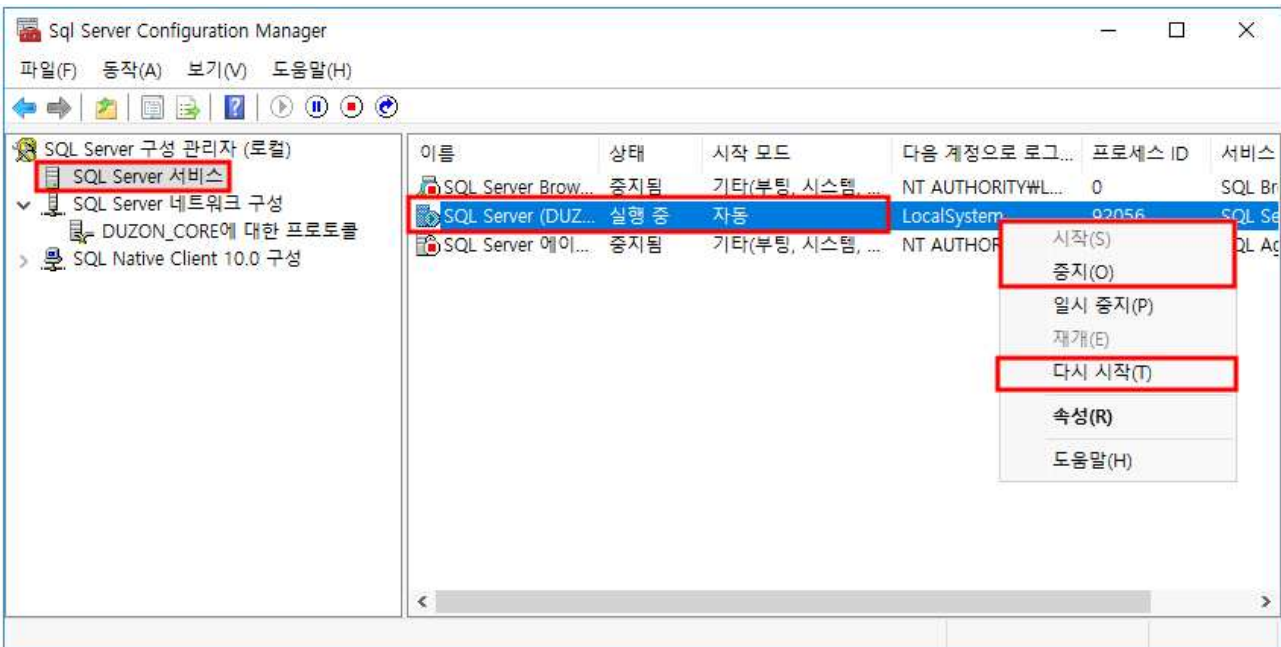 Sql Server Configuration Manager
파일(F) 동작(A) 보기(V) 도움말(H)
SQL Server 구성 관리자 (로컬)
SQL Server 서비스
SQL Server 네트워크 구성
DUZON_CORE에 대한 프로토콜
SQL Native Client 10.0 구성
이름 상태 시작 모드 다음 계정으로 로그... 프로세스 ID 서비스
SQL Server Brow... 중지됨 기타(부팅, 시스템, ... NT AUTHORITY₩L... 0 SQL Br
SQL Server (DUZ... 실행 중 자동 LocalSystem 92056 SQL Se
SQL Server 에이... 중지됨 기타(부팅, 시스템, ... NT AUTHOR QL Ag
시작(S)
중지(O)
일시 중지(P)
재개(E)
다시 시작(T)
속성(R)
도움말(H)